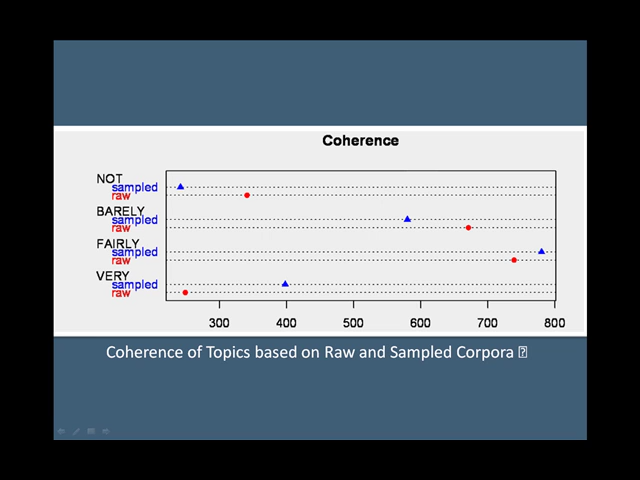 Coherence
NOT
sampled
raw
BARELY
sampled
raw
FAIRLY
sampled
raw
VERY
sampled
raw
300 400 500 600 700 800
Coherence of Topics based on Raw and Sampled Corpora